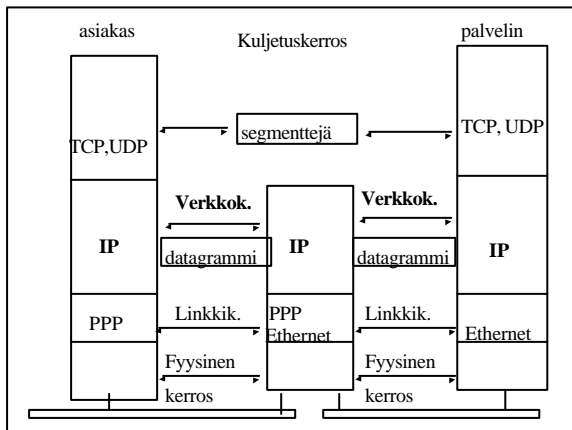 asiakas
Kuljetuskerros
palvelin
TCP,UDP
segmenttejä
TCP, UDP
Verkkok.
Verkkok.
IP
datagrammi
IP
datagrammi
IP
PPP
Linkkik.
PPP
Ethernet
Linkkik.
Ethernet
Fyysinen
kerros
Fyysinen
kerros